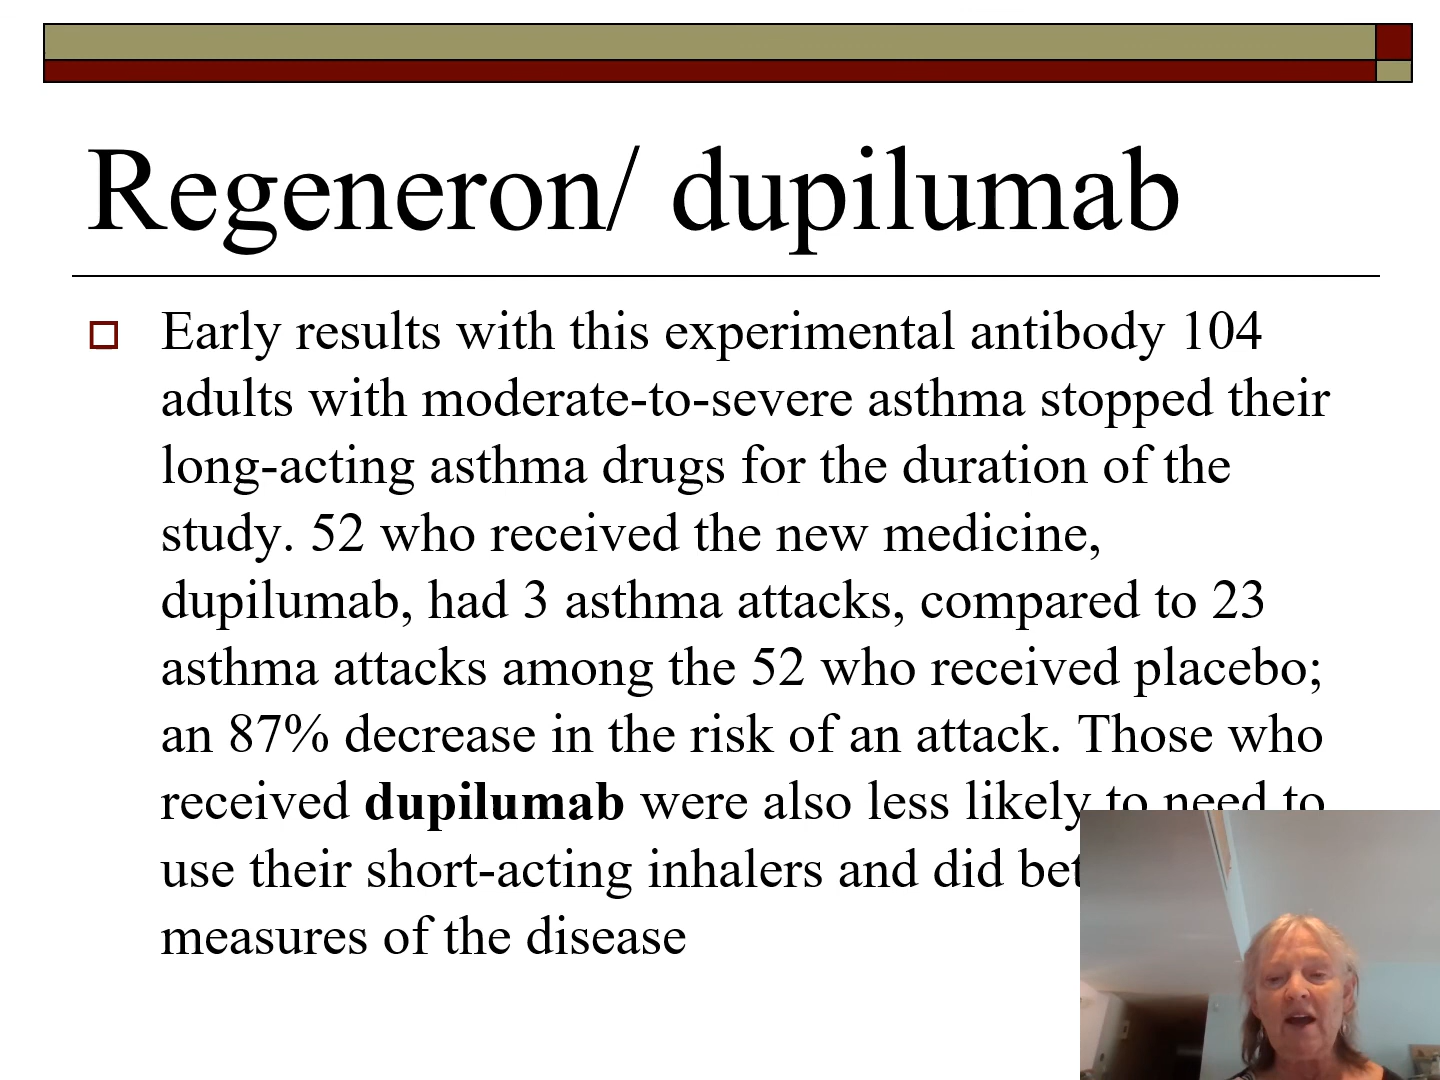 Regeneron/ dupilumab
Early results with this experimental antibody 104
adults with moderate-to-severe asthma stopped their
long-acting asthma drugs for the duration of the
study. 52 who received the new medicine,
dupilumab, had 3 asthma attacks, compared to 23
asthma attacks among the 52 who received placebo;
an 87% decrease in the risk of an attack. Those who
received dupilumab were also less likely to need to
use their short-acting inhalers and did
measures of the disease